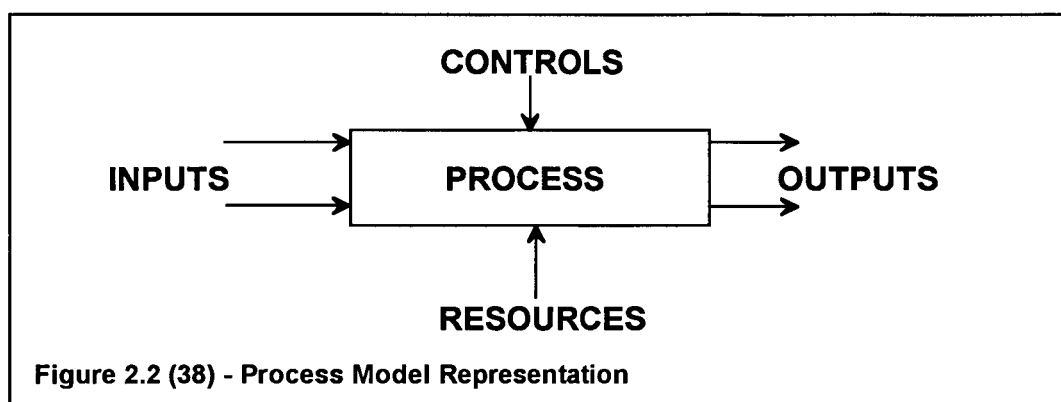 CONTROLS
INPUTS PROCESS OUTPUTS
RESOURCES
Figure 2.2 (38) - Process Model Representation